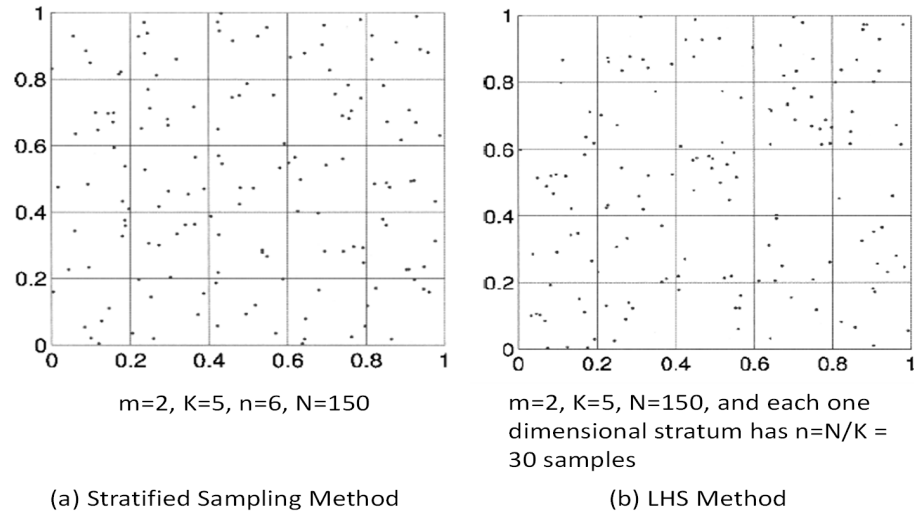 1
0.8
0.6
0.4
0.2
0
0 0.2 0.4 0.6 0.8 1
m=2, K=5, n=6, N=150
(a) Stratified Sampling Method
1
0.8
0.6
0.4
0.2
0
0 0.2 0.4 0.6 0.8 1
m=2, K=5, N=150, and each one
dimensional stratum has n=N/K =
30 samples
(b) LHS Method